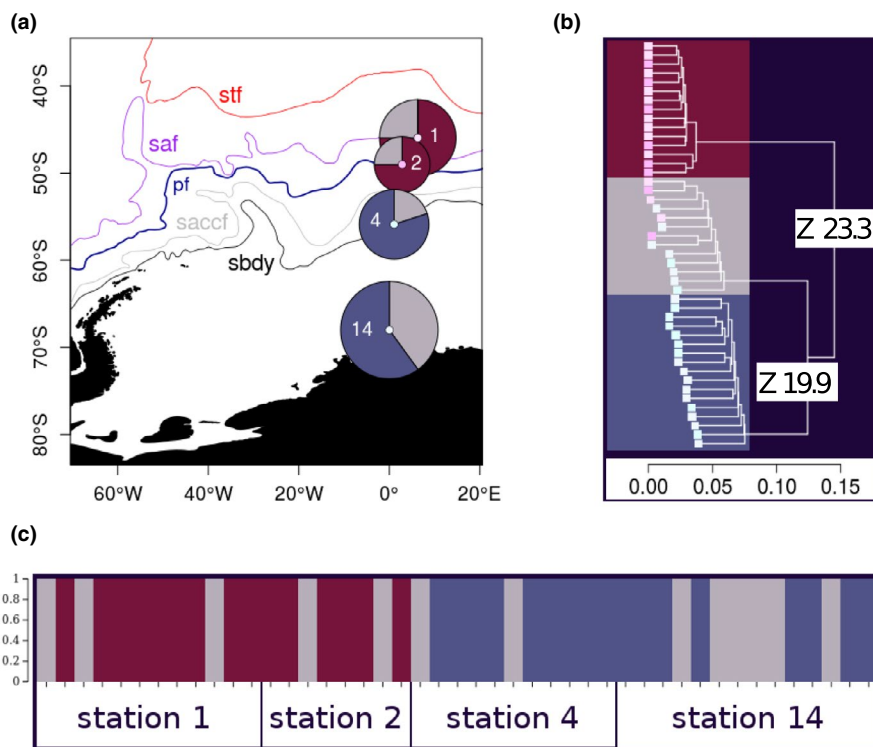 (a)
(b)
40°S
50°S
60°S
70°S
80°S
stf
saf
pf
saccf
sbdy
1
2
4
14
60°W
40°W
20°W
0°
20°E
Z 23.3
Z 19.9
0.00
0.05
0.10
0.15
(c)
1
0.8
0.6
0.4
0.2
0
station 1
station 2
station 4
station 14